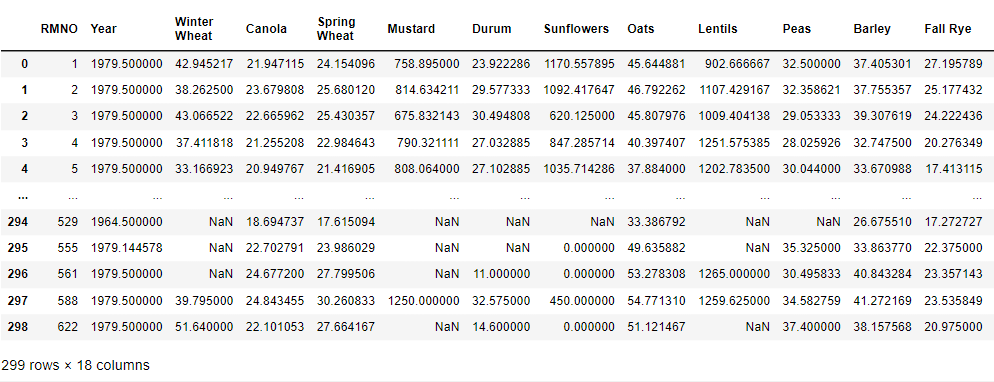 RMNO Year Winter Wheat Canola Spring Wheat Mustard Durum Sunflowers Oats Lentils Peas Barley Fall Rye
0 1 1979.500000 42.945217 21.947115 24.154096 758.895000 23.922286 1170.557895 45.644881 902.666667 32.500000 37.405301 27.195789
1 2 1979.500000 38.262500 23.679808 25.680120 814.634211 29.577333 1092.417647 46.792262 1107.429167 32.358621 37.755357 25.177432
2 3 1979.500000 43.066522 22.665962 25.430357 675.832143 30.494808 620.125000 45.807976 1009.404138 29.053333 39.307619 24.222436
3 4 1979.500000 37.411818 21.255208 22.984643 790.321111 27.032885 847.285714 40.397407 1251.575385 28.025926 32.747500 20.276349
4 5 1979.500000 33.166923 20.949767 21.416905 808.064000 27.102885 1035.714286 37.884000 1202.783500 30.044000 33.670988 17.413115
... ... ... ... ... ... ... ... ... ... ... ... ... ...
294 529 1964.500000 NaN 18.694737 17.615094 NaN NaN NaN 33.386792 NaN NaN 26.675510 17.272727
295 555 1979.144578 NaN 22.702791 23.986029 NaN NaN 0.000000 49.635882 NaN 35.325000 33.863770 22.375000
296 561 1979.500000 NaN 24.677200 27.799506 NaN 11.000000 0.000000 53.278308 1265.000000 30.495833 40.843284 23.357143
297 588 1979.500000 39.795000 24.843455 30.260833 1250.000000 32.575000 450.000000 54.771310 1259.625000 34.582759 41.272169 23.535849
298 622 1979.500000 51.640000 22.101053 27.664167 NaN 14.600000 0.000000 51.121467 NaN 37.400000 38.157568 20.975000
299 rows × 18 columns